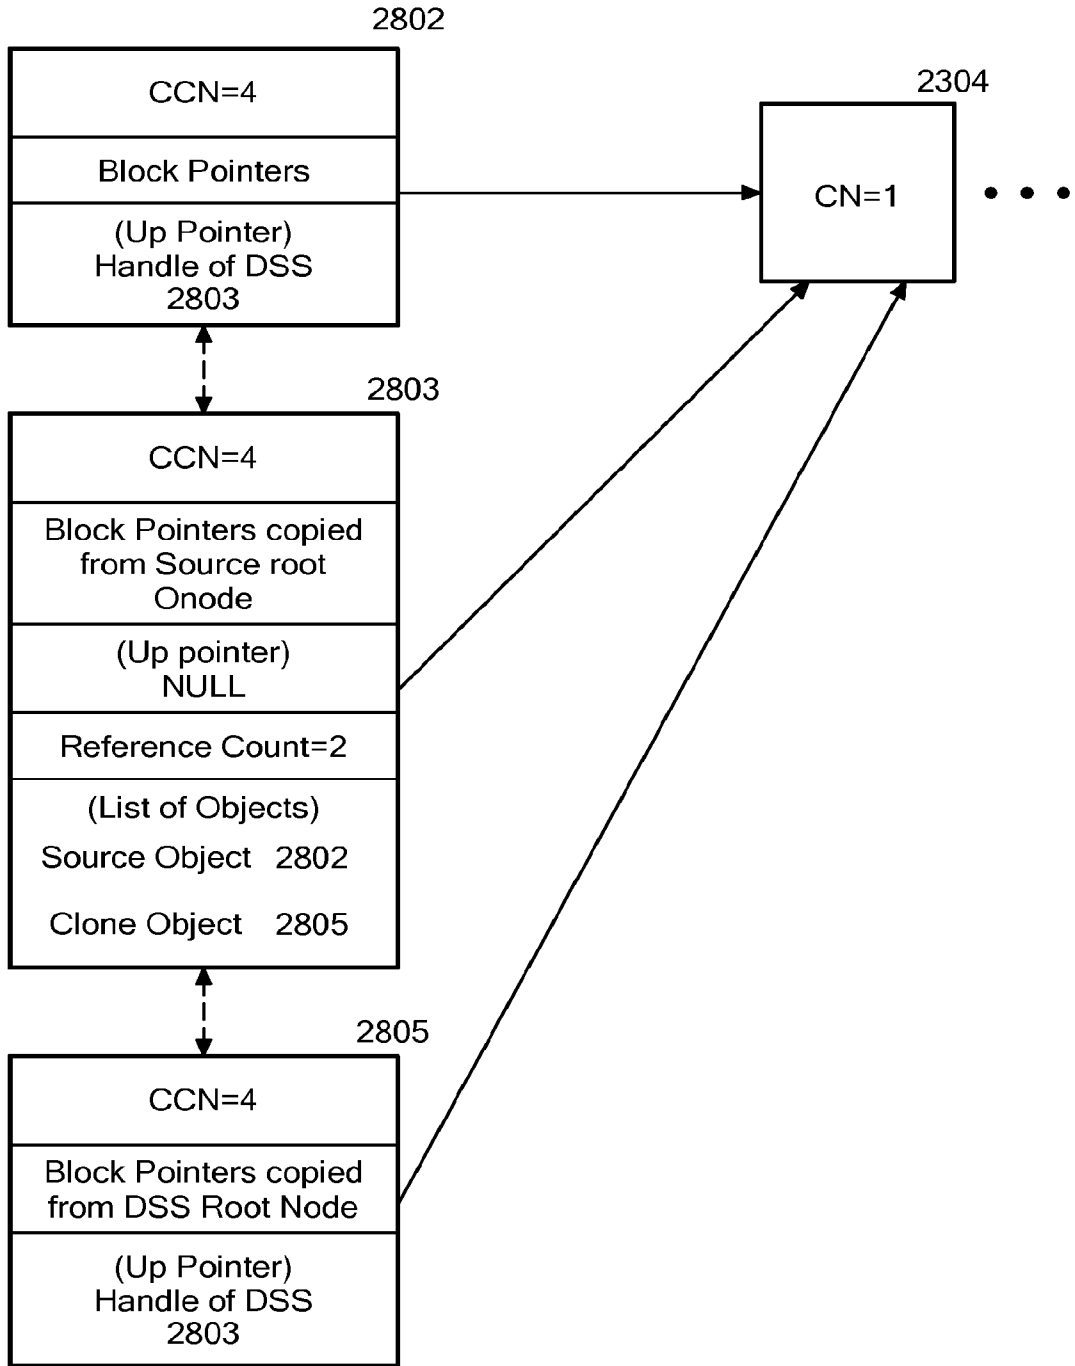 2802
CCN=4
Block Pointers
(Up Pointer)
Handle of DSS
2803
2304
CN=1
2803
CCN=4
Block Pointers copied
from Source root
Onode
(Up pointer)
NULL
Reference Count=2
(List of Objects)
Source Object 2802
Clone Object 2805
2805
CCN=4
Block Pointers copied
from DSS Root Node
(Up Pointer)
Handle of DSS
2803